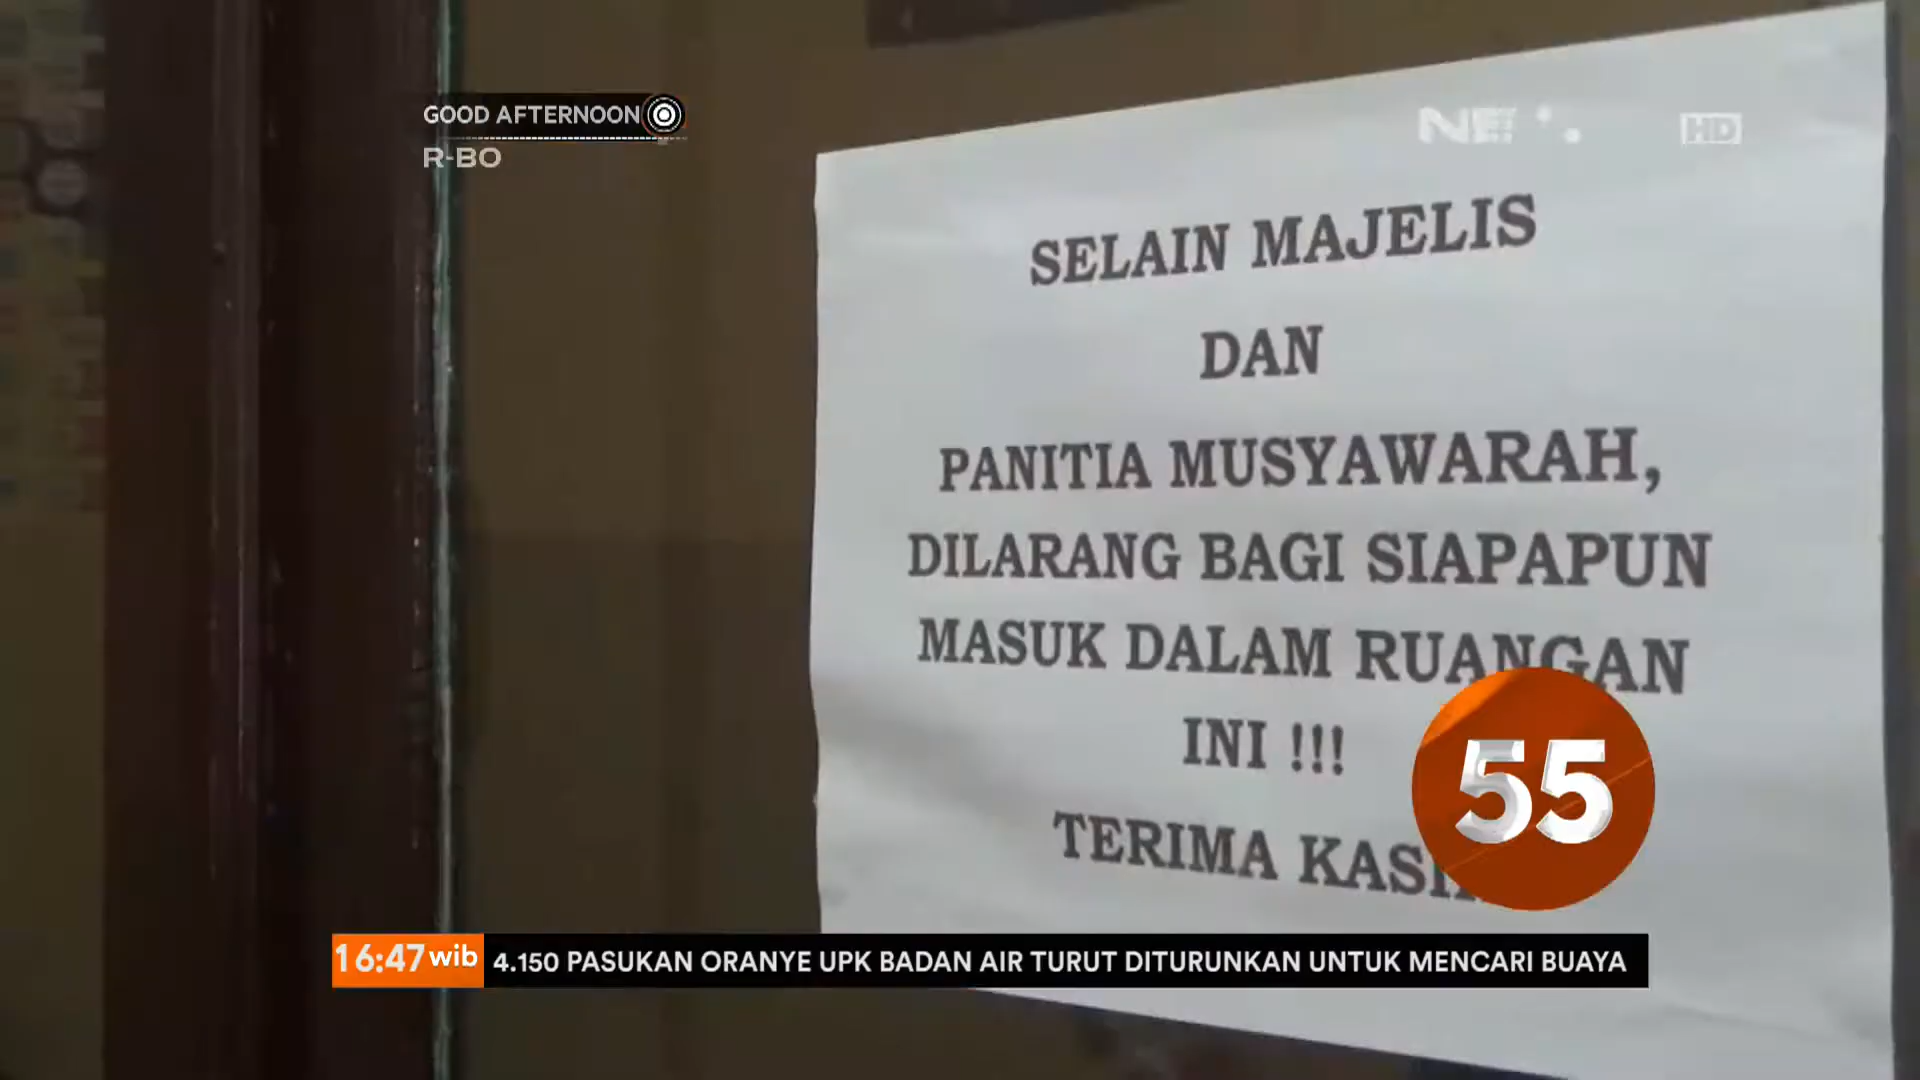 GOOD AFTERNOON
R-BO
HD
SELAIN MAJELIS
DAN
PANITIA MUSYAWARAH,
DILARANG BAGI SIAPAPUN
MASUK DALAM RUANGAN
INI !!!
TERIMA
55
16:47 wib
4.150 PASUKAN ORANYE UPK BADAN AIR TURUT DITURUNKAN UNTUK MENCARI BUAYA